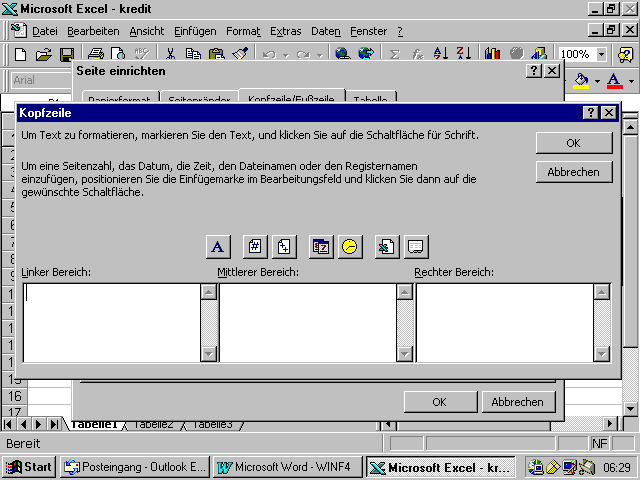 Microsoft Excel - kredit
Datei Bearbeiten Ansicht Einfügen Format Extras Daten Fenster ?
100%
Arial
Seite einrichten
Papierformat Seitenränder Kopfzeile/Fußzeile Tabelle
Kopfzeile
Um Text zu formatieren, markieren Sie den Text, und klicken Sie auf die Schaltfläche für Schrift.
OK
Um eine Seitenzahl, das Datum, die Zeit, den Dateinamen oder den Registernamen
einzufügen, positionieren Sie die Einfügemarke im Bearbeitungsfeld und klicken Sie dann auf die
gewünschte Schaltfläche.
Abbrechen
Linker Bereich: Mittlerer Bereich: Rechter Bereich:
16
17
OK Abbrechen
Tabelle1 Tabelle2 Tabelle3
Bereit
NF
Start Posteingang - Outlook E... Microsoft Word - WINF4 Microsoft Excel - kr... 06:29